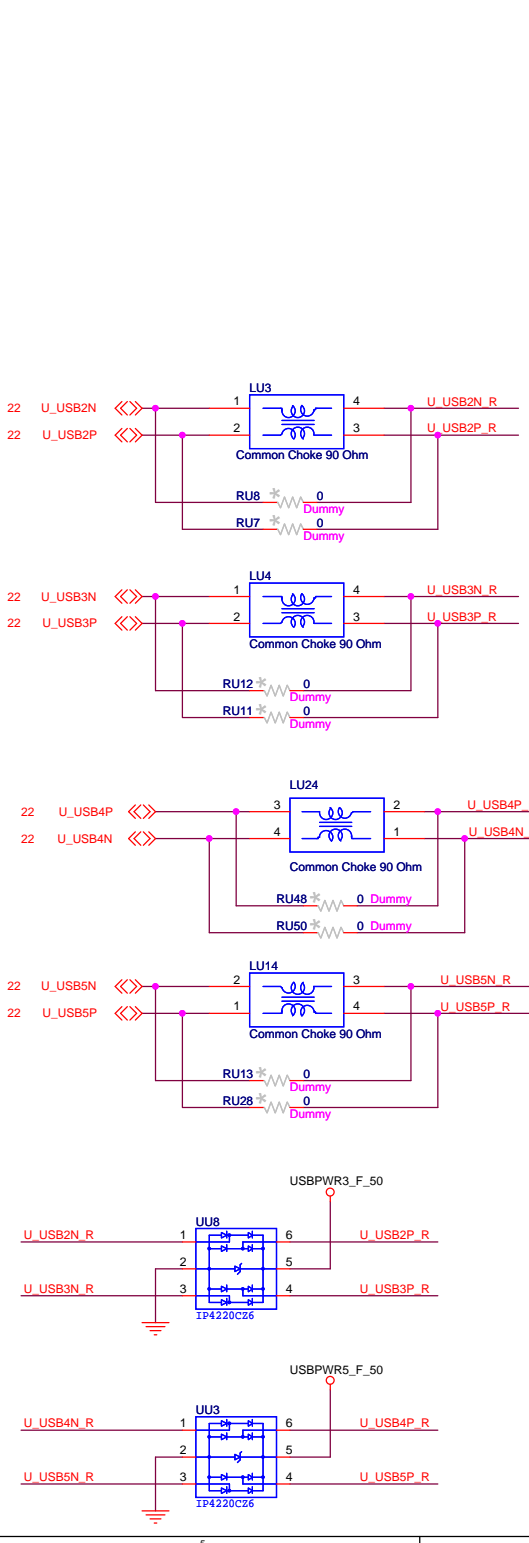 LU3
22 U_USB2N 1 4 U_USB2N_R
22 U_USB2P 2 3 U_USB2P_R
Common Choke 90 Ohm
RU8 * 0
Dummy
RU7 * 0
Dummy
LU4
22 U_USB3N 1 4 U_USB3N_R
22 U_USB3P 2 3 U_USB3P_R
Common Choke 90 Ohm
RU12 * 0
Dummy
RU11 * 0
Dummy
LU24
22 U_USB4P 3 2 U_USB4P_
22 U_USB4N 4 1 U_USB4N_
Common Choke 90 Ohm
RU48 * 0 Dummy
RU50 * 0 Dummy
LU14
22 U_USB5N 2 3 U_USB5N_R
22 U_USB5P 1 4 U_USB5P_R
Common Choke 90 Ohm
RU13 * 0
Dummy
RU28 * 0
Dummy
USBPWR3_F_50
UU8
U_USB2N_R 1 6 U_USB2P_R
2 5
U_USB3N_R 3 4 U_USB3P_R
IP4220CZ6
USBPWR5_F_50
UU3
U_USB4N_R 1 6 U_USB4P_R
2 5
U_USB5N_R 3 4 U_USB5P_R
IP4220CZ6